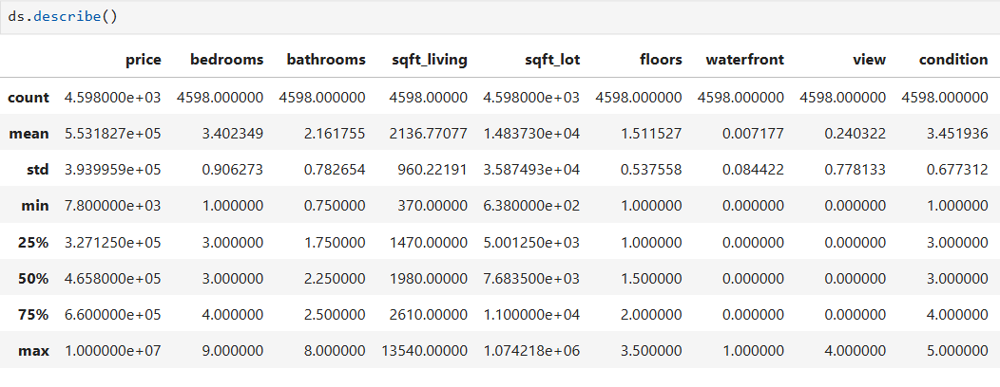 ds.describe()
price bedrooms bathrooms sqft_living sqft_lot floors waterfront view condition
count 4.598000e+03 4598.000000 4598.000000 4598.00000 4.598000e+03 4598.000000 4598.000000 4598.000000 4598.000000
mean 5.531827e+05 3.402349 2.161755 2136.77077 1.483730e+04 1.511527 0.007177 0.240322 3.451936
std 3.939959e+05 0.906273 0.782654 960.22191 3.587493e+04 0.537558 0.084422 0.778133 0.677312
min 7.800000e+03 1.000000 0.750000 370.00000 6.380000e+02 1.000000 0.000000 0.000000 1.000000
25% 3.271250e+05 3.000000 1.750000 1470.00000 5.001250e+03 1.000000 0.000000 0.000000 3.000000
50% 4.658000e+05 3.000000 2.250000 1980.00000 7.683500e+03 1.500000 0.000000 0.000000 3.000000
75% 6.600000e+05 4.000000 2.500000 2610.00000 1.100000e+04 2.000000 0.000000 0.000000 4.000000
max 1.000000e+07 9.000000 8.000000 13540.00000 1.074218e+06 3.500000 1.000000 4.000000 5.000000